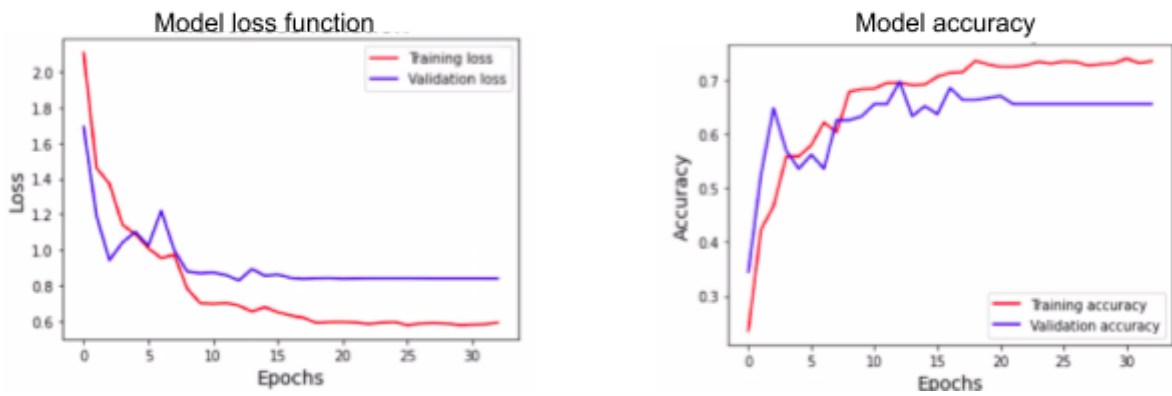 Model loss function
Training loss
Validation loss
2.0
1.8
1.6
1.4
1.2
1.0
0.8
0.6
Loss
0 5 10 15 20 25 30
Epochs
Model accuracy
0.7
0.6
0.5
0.4
0.3
Accuracy
Training accuracy
Validation accuracy
0 5 10 15 20 25 30
Epochs